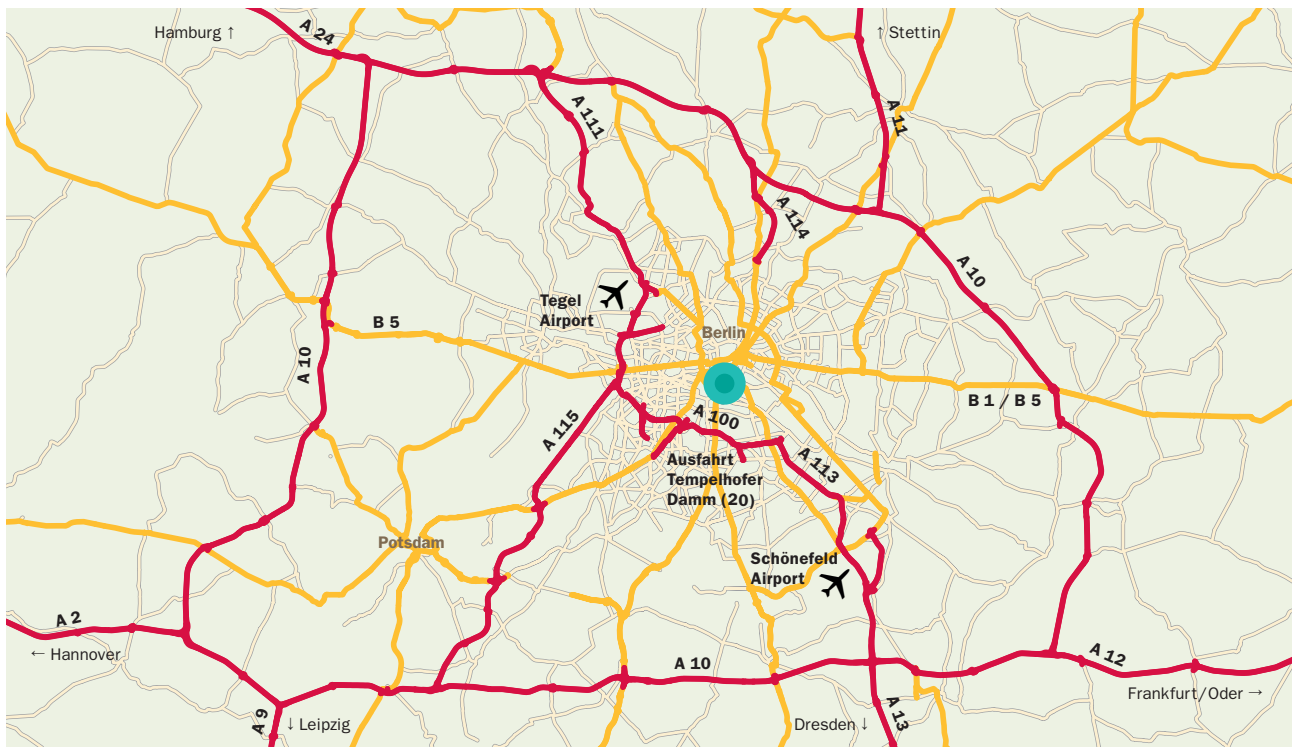 Hamburg ↑
A 24
↑ Stettin
A 111
A 11
A 114
A 10
Tegel
Airport
Berlin
B 5
A 10
B 1 / B 5
A 115
A 100
A 113
Ausfahrt
Tempelhofer
Damm (20)
Potsdam
Schönefeld
Airport
A 2
← Hannover
A 10
A 12
Frankfurt/Oder →
A 9
↓ Leipzig
Dresden ↓
A 13